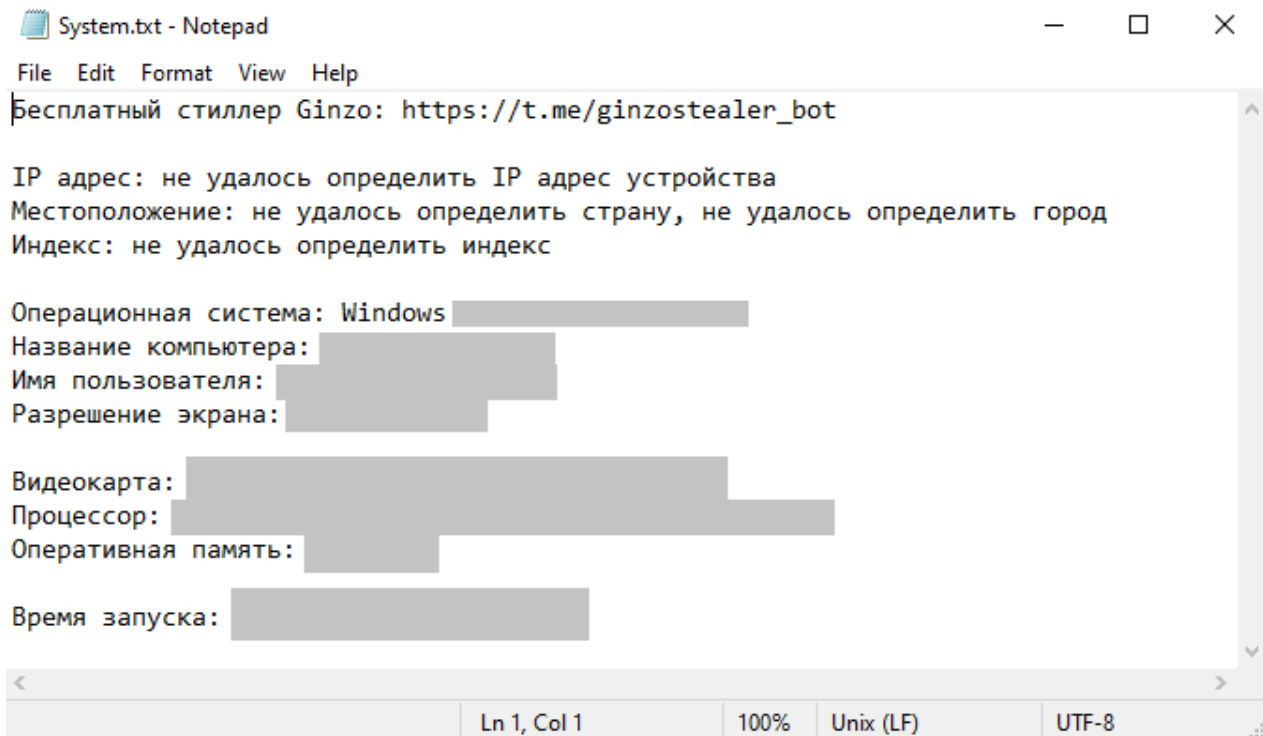 System.txt - Notepad
File Edit Format View Help
Бесплатный стиллер Ginzo: https://t.me/ginzostealer_bot
IP адрес: не удалось определить IP адрес устройства
Местоположение: не удалось определить страну, не удалось определить город
Индекс: не удалось определить индекс
Операционная система: Windows
Название компьютера:
Имя пользователя:
Разрешение экрана:
Видеокарта:
Процессор:
Оперативная память:
Время запуска:
Ln 1, Col 1 100% Unix (LF) UTF-8